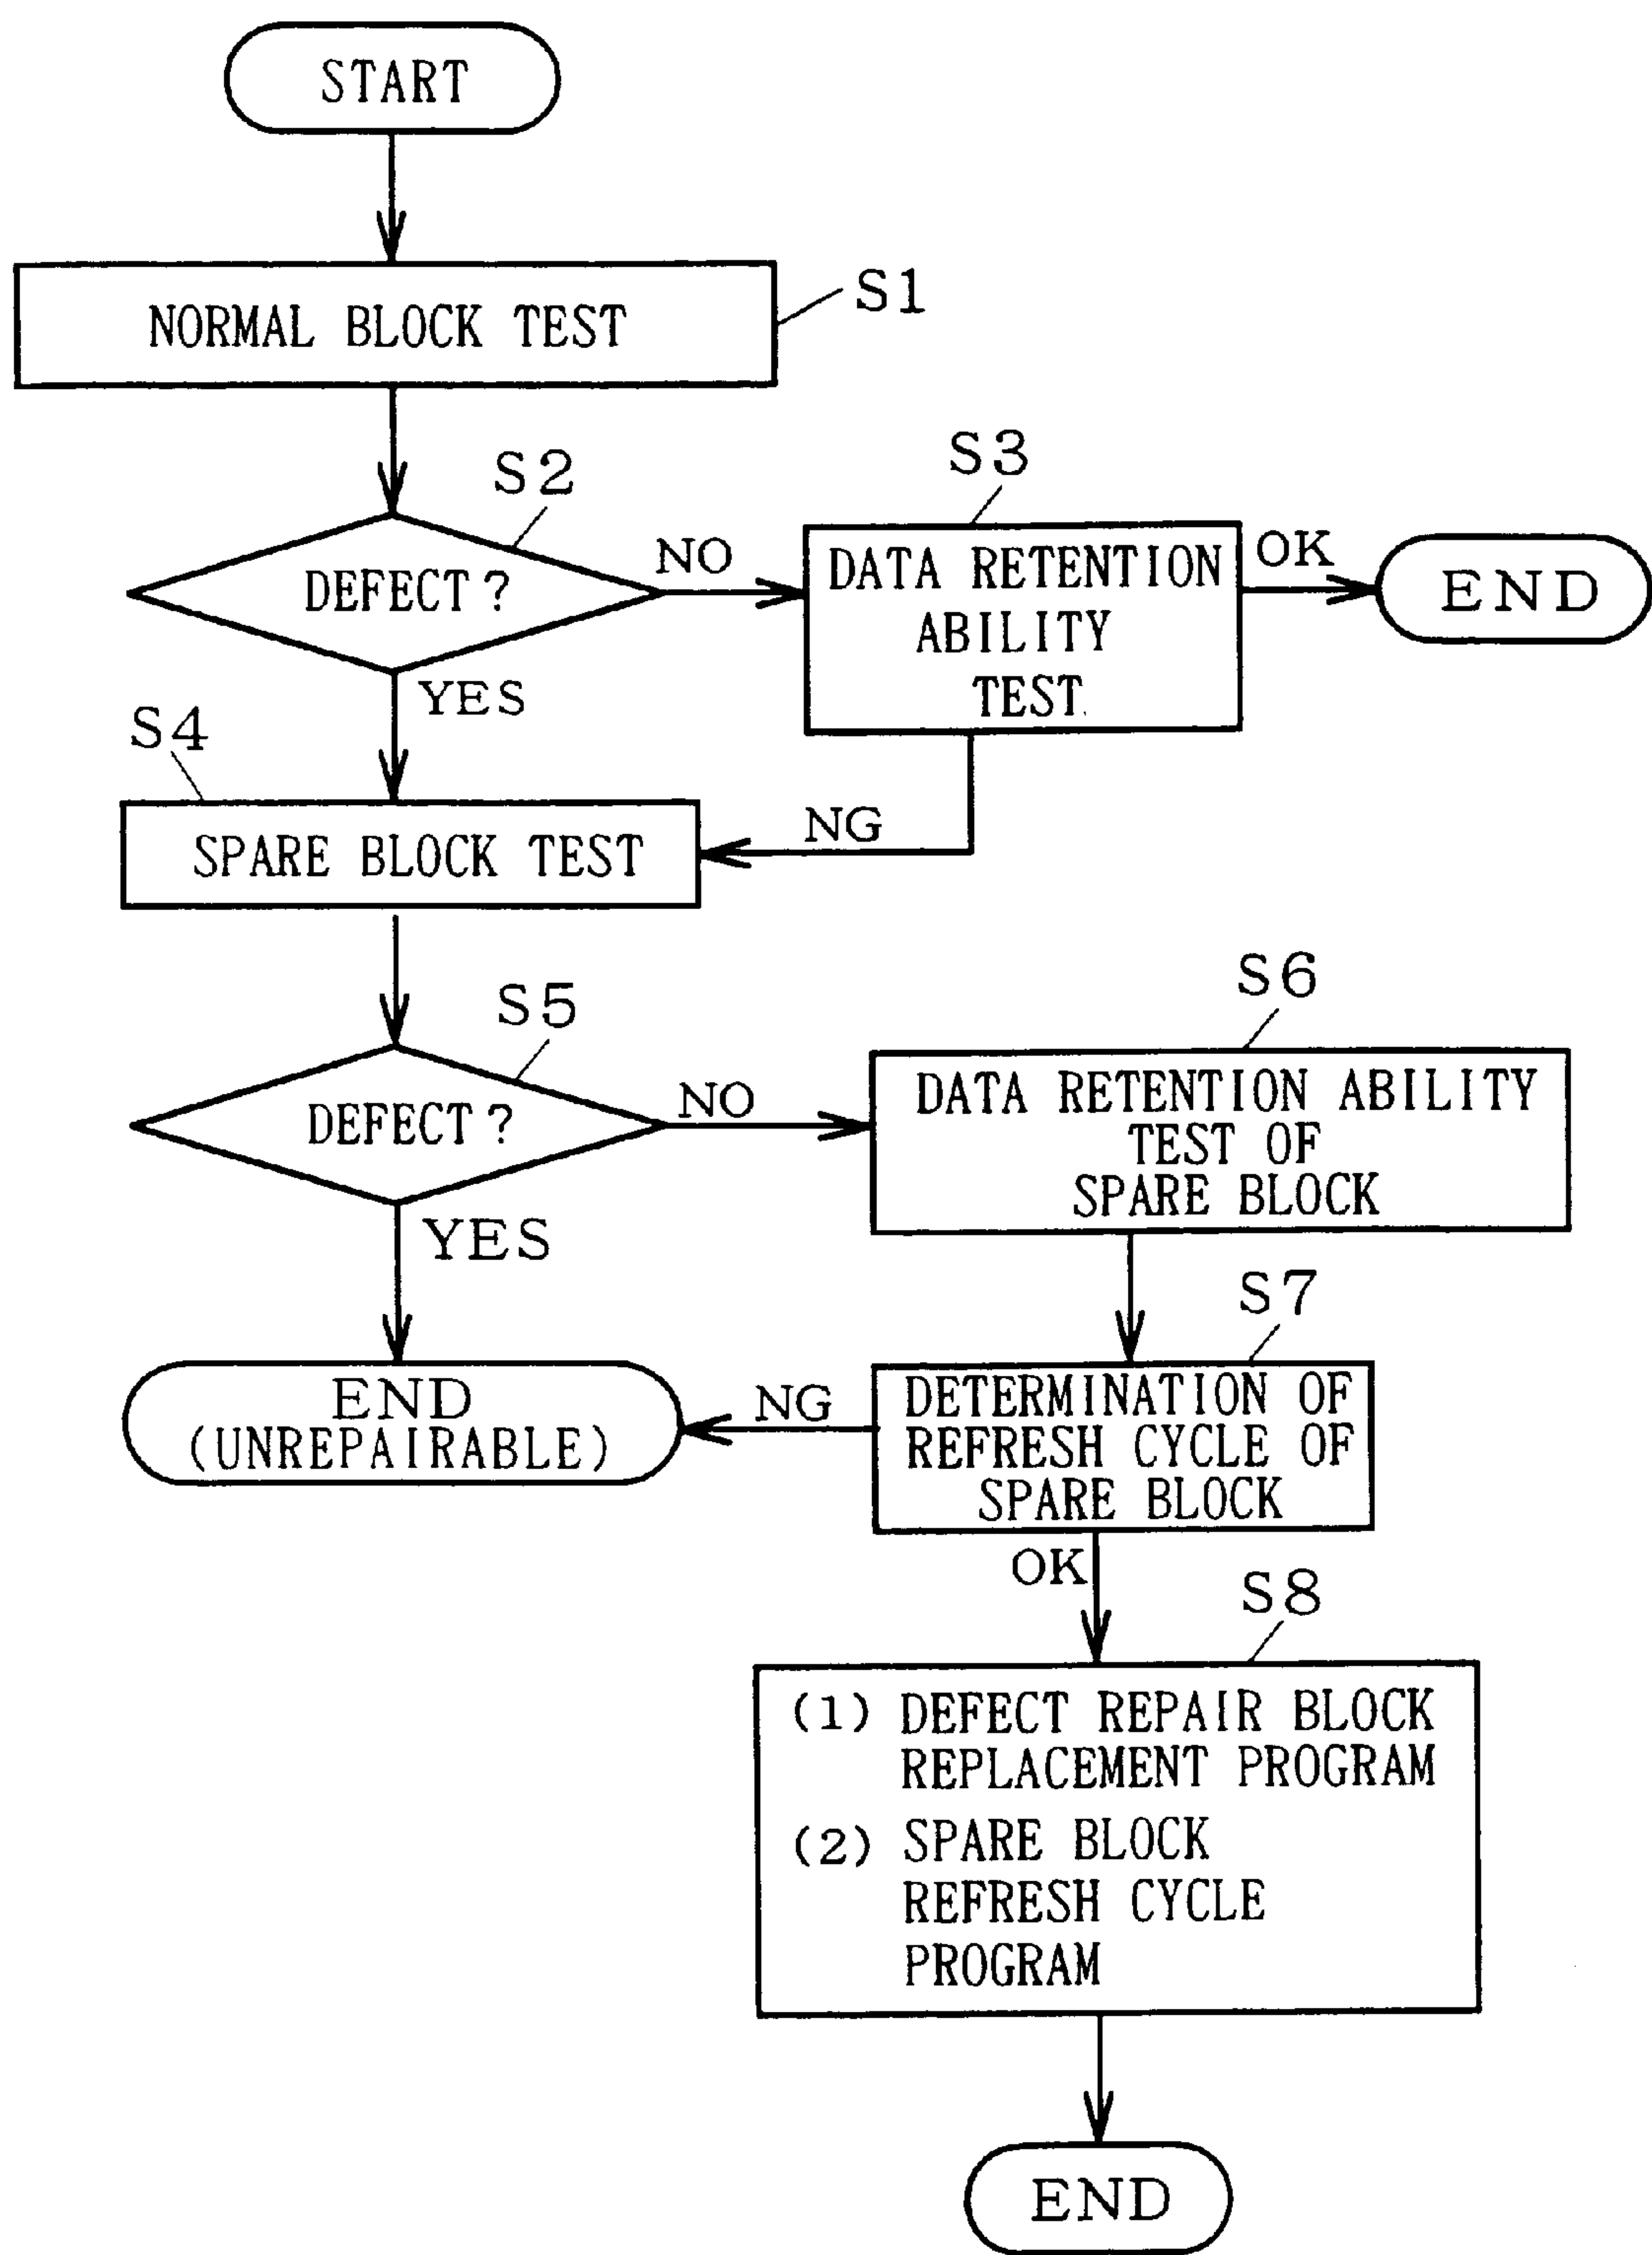 START
NORMAL BLOCK TEST
S1
S2
DEFECT?
NO
YES
S3
DATA RETENTION
ABILITY
TEST
OK
END
NG
S4
SPARE BLOCK TEST
S5
DEFECT?
NO
YES
S6
DATA RETENTION ABILITY
TEST OF
SPARE BLOCK
S7
DETERMINATION OF
REFRESH CYCLE OF
SPARE BLOCK
NG
END
(UNREPAIRABLE)
OK
S8
(1) DEFECT REPAIR BLOCK
REPLACEMENT PROGRAM
(2) SPARE BLOCK
REFRESH CYCLE
PROGRAM
END